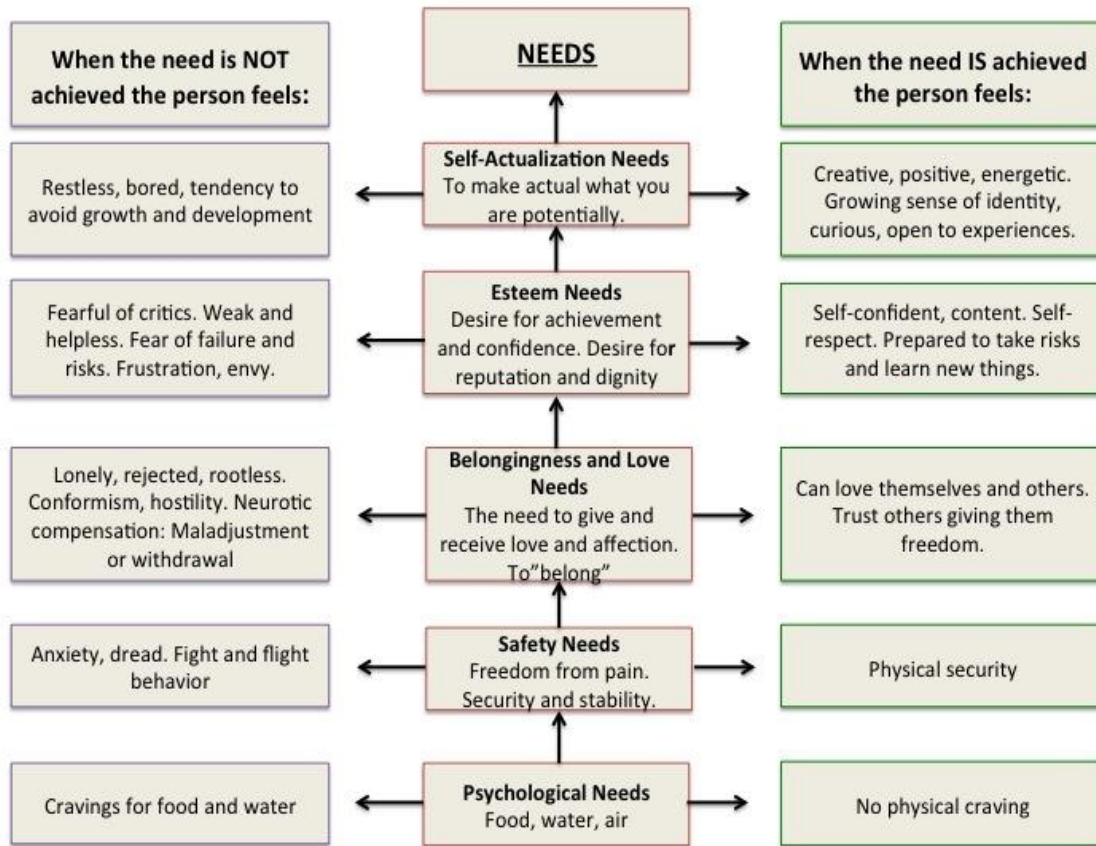 When the need is NOT
achieved the person feels:
NEEDS
When the need IS achieved
the person feels:
Restless, bored, tendency to
avoid growth and development
Self-Actualization Needs
To make actual what you
are potentially.
Creative, positive, energetic.
Growing sense of identity,
curious, open to experiences.
Fearful of critics. Weak and
helpless. Fear of failure and
risks. Frustration, envy.
Esteem Needs
Desire for achievement
and confidence. Desire for
reputation and dignity
Self-confident, content. Self-
respect. Prepared to take risks
and learn new things.
Lonely, rejected, rootless.
Conformism, hostility. Neurotic
compensation: Maladjustment
or withdrawal
Belongingness and Love
Needs
The need to give and
receive love and affection.
To”belong”
Can love themselves and others.
Trust others giving them
freedom.
Anxiety, dread. Fight and flight
behavior
Safety Needs
Freedom from pain.
Security and stability.
Physical security
Cravings for food and water
Psychological Needs
Food, water, air
No physical craving